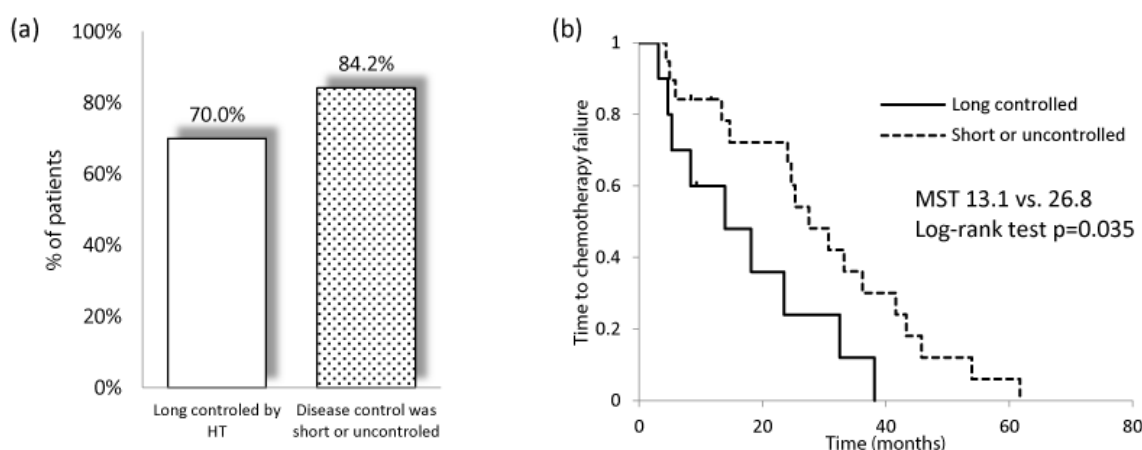 (a)
% of patients
100%
80%
60%
40%
20%
0%
70.0%
84.2%
Long controled by
HT
Disease control was
short or uncontroled
(b)
Time to chemotherapy failure
1
0.8
0.6
0.4
0.2
0
Long controlled
Short or uncontrolled
MST 13.1 vs. 26.8
Log-rank test p=0.035
0 20 40 60 80
Time (months)